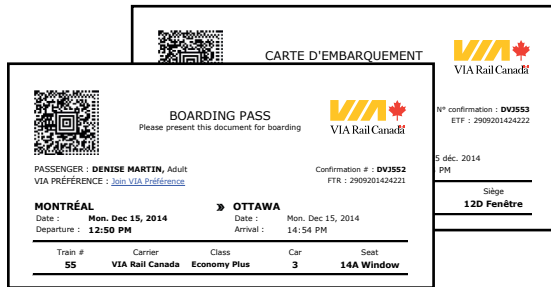 CARTE D'EMBARQUEMENT
VIA Rail Canada
N° confirmation : DVJ553
ETF : 2909201424222
5 déc. 2014
PM
Siège
12D Fenêtre
BOARDING PASS
Please present this document for boarding
VIA Rail Canada
PASSENGER : DENISE MARTIN, Adult
Confirmation # : DVJ552
VIA PRÉFÉRENCE : Join VIA Préférence
FTR : 2909201424221
MONTRÉAL » OTTAWA
Date : Mon. Dec 15, 2014 Date : Mon. Dec 15, 2014
Departure : 12:50 PM Arrival : 14:54 PM
Train # Carrier Class Car Seat
55 VIA Rail Canada Economy Plus 3 14A Window